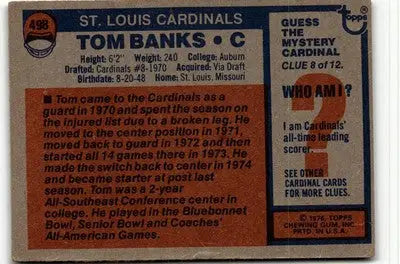 498
ST. LOUIS CARDINALS
TOM BANKS • C
Height: 6'2" Weight: 240 College: Auburn
Drafted: Cardinals #8-1970 Acquired: Via Draft
Birthdate: 8-20-48 Home: St. Louis, Missouri
■ Tom came to the Cardinals as a
guard in 1970 and spent the season on
the injured list due to a broken leg. He
moved to the center position in 1971,
moved back to guard in 1972 and then
started all 14 games there in 1973. He
made the switch back to center in 1974
and became starter at post last
season. Tom was a 2-year
All-Southeast Conference center in
college. He played in the Bluebonnet
Bowl, Senior Bowl and Coaches'
All-American Games.
topps
GUESS
THE
MYSTERY
CARDINAL
CLUE 8 of 12.
WHO AM I?
?
I am Cardinals'
all-time leading
scorer.
SEE OTHER
CARDINAL CARDS
FOR MORE CLUES.
© 1976, TOPPS
CHEWING GUM, INC.
PRTD. IN U.S.A.